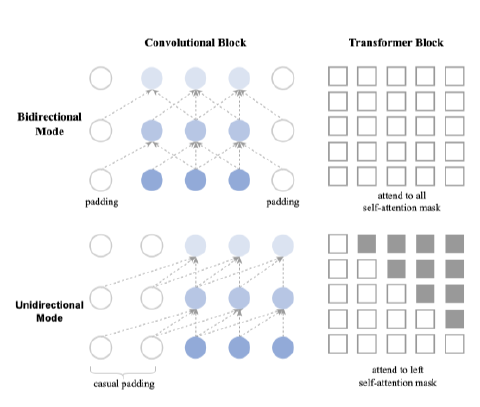 Convolutional Block
Transformer Block
Bidirectional
Mode
padding
padding
attend to all
self-attention mask
Unidirectional
Mode
casual padding
attend to left
self-attention mask